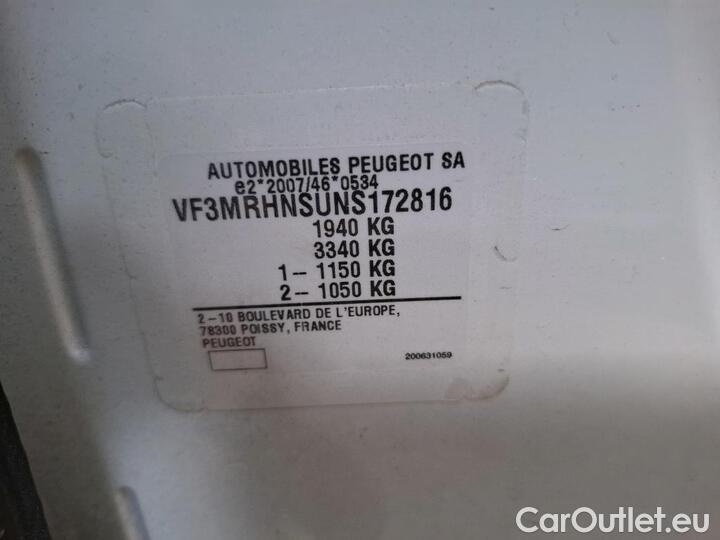 AUTOMOBILES PEUGEOT SA
e2*2007/46*0534
VF3MRHNSUNS172816
1940 KG
3340 KG
1-- 1150 KG
2-- 1050 KG
2-10 BOULEVARD DE L'EUROPE,
78300 POISSY, FRANCE
PEUGEOT
200631059
CarOutlet.eu